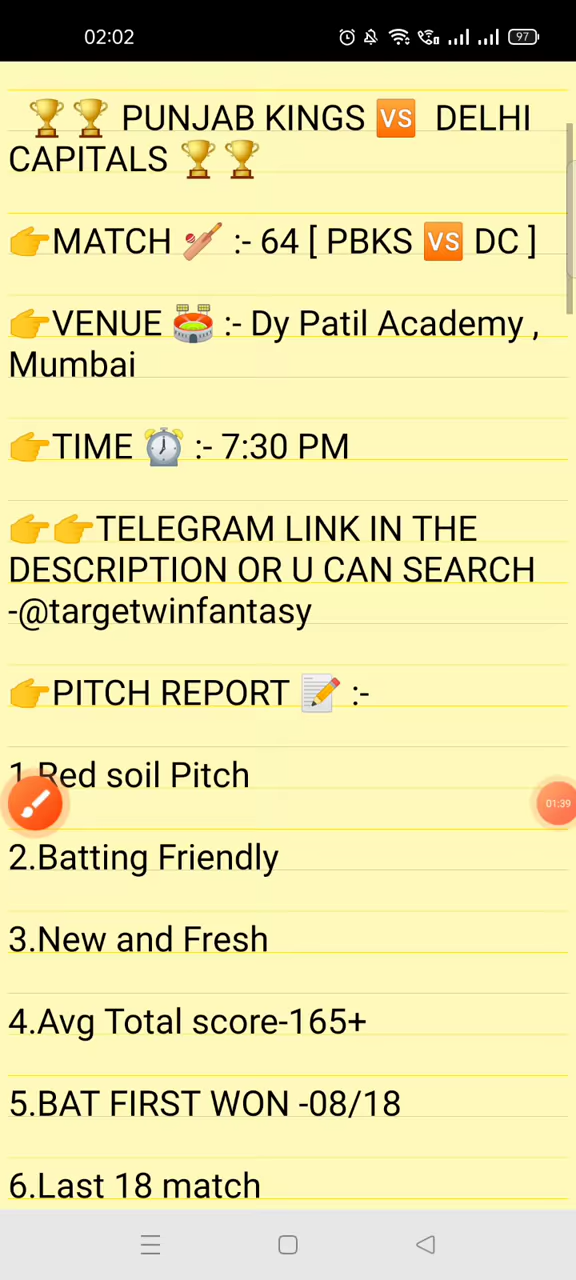 02:02
97
🏆🏆 PUNJAB KINGS 🆚 DELHI
CAPITALS 🏆🏆
👉MATCH 🏏 :- 64 [ PBKS 🆚 DC ]
👉VENUE 🏟 :- Dy Patil Academy ,
Mumbai
👉TIME ⏰ :- 7:30 PM
👉👉TELEGRAM LINK IN THE
DESCRIPTION OR U CAN SEARCH
-@targetwinfantasy
👉PITCH REPORT 📝 :-
1.Red soil Pitch
01:39
2.Batting Friendly
3.New and Fresh
4.Avg Total score-165+
5.BAT FIRST WON -08/18
6.Last 18 match